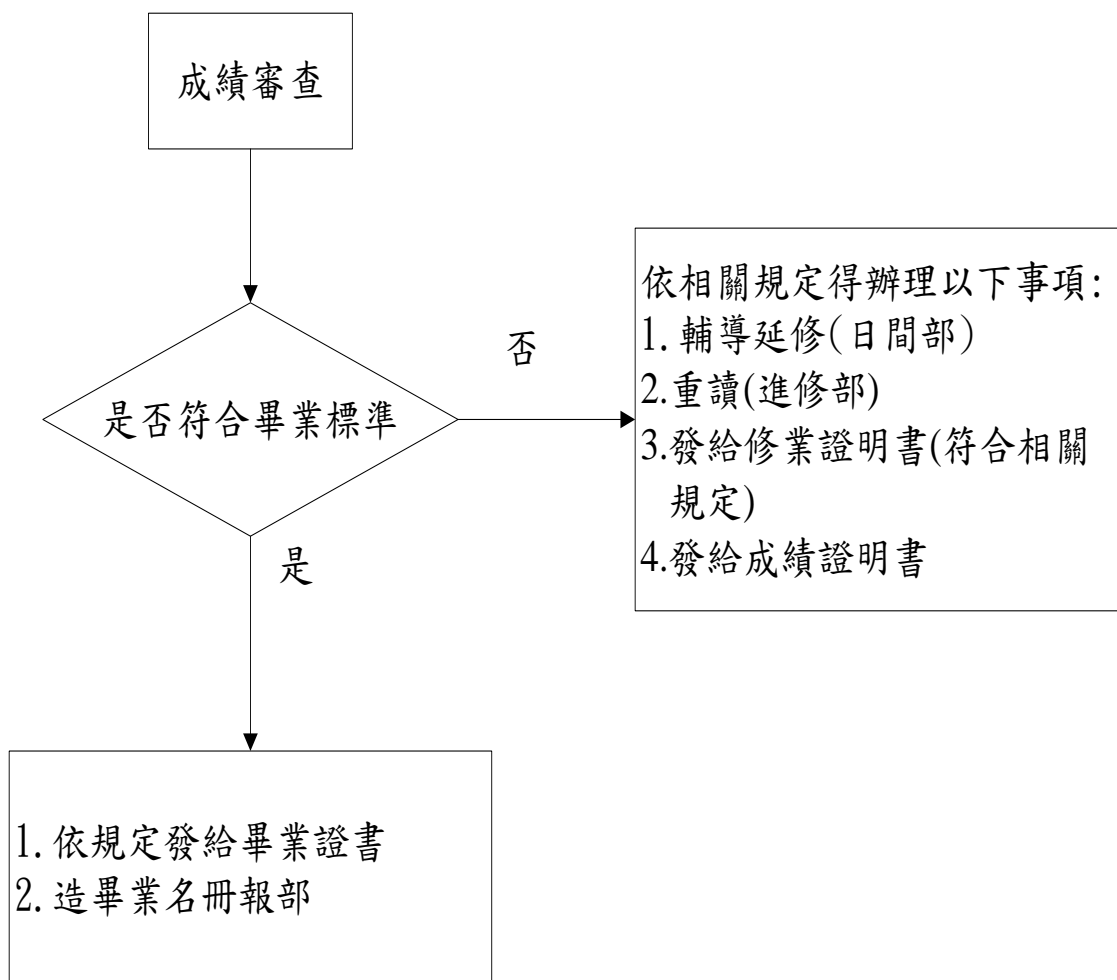 成績審查
是否符合畢業標準
否
依相關規定得辦理以下事項:
1. 輔導延修(日間部)
2.重讀(進修部)
3.發給修業證明書(符合相關
規定)
4.發給成績證明書
是
1. 依規定發給畢業證書
2. 造畢業名冊報部